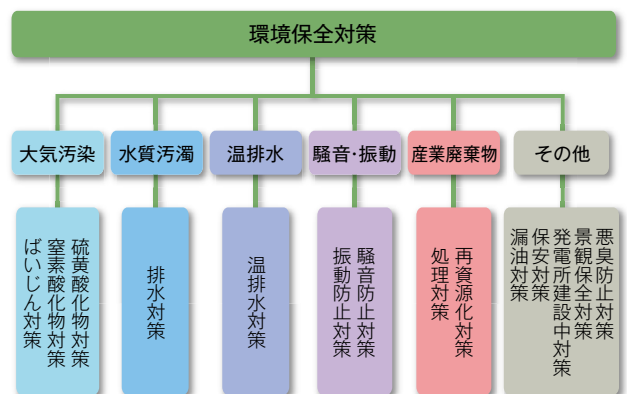 環境保全対策
大気汚染
水質汚濁
温排水
騒音･振動
産業廃棄物
その他
硫黄酸化物対策
窒素酸化物対策
ばいじん対策
排水対策
温排水対策
騒音防止対策
振動防止対策
再資源化対策
処理対策
悪臭防止対策
景観保全対策
発電所建設中対策
保安対策
漏油対策